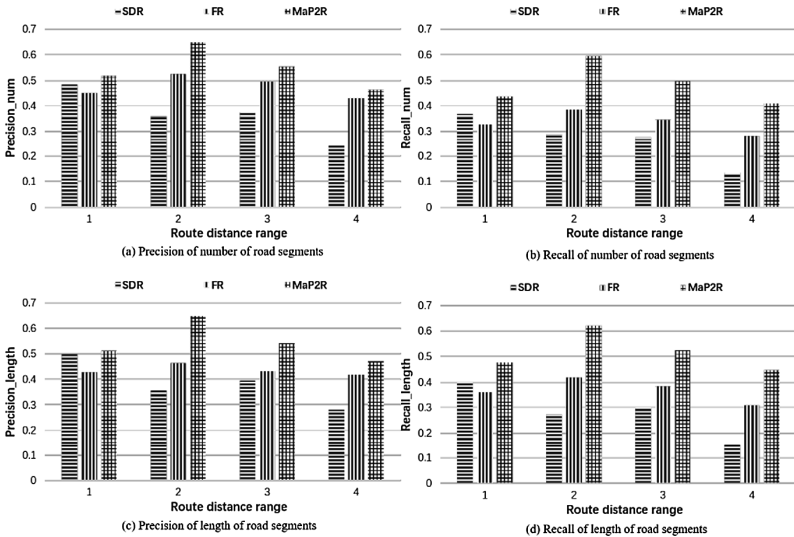 SDR FR MaP2R
0.7
0.6
0.5
0.4
0.3
0.2
0.1
0
Precision_num
1 2 3 4
Route distance range
(a) Precision of number of road segments
SDR FR MaP2R
0.7
0.6
0.5
0.4
0.3
0.2
0.1
0
Recall_num
1 2 3 4
Route distance range
(b) Recall of number of road segments
SDR FR MaP2R
0.7
0.6
0.5
0.4
0.3
0.2
0.1
0
Precision_length
1 2 3 4
Route distance range
(c) Precision of length of road segments
SDR FR MaP2R
0.7
0.6
0.5
0.4
0.3
0.2
0.1
0
Recall_length
1 2 3 4
Route distance range
(d) Recall of length of road segments